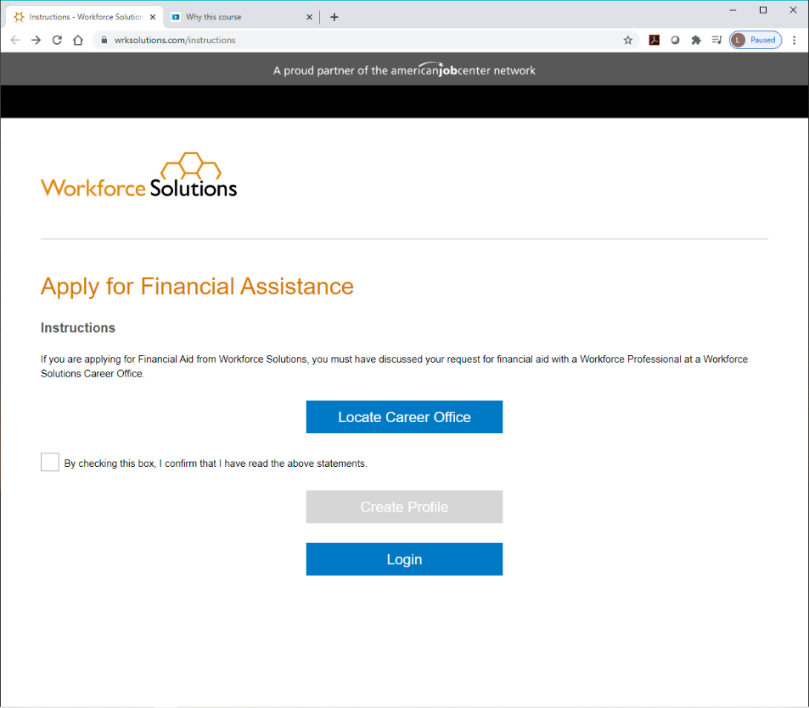 Instructions - Workforce Solution
Why this course
wrksolutions.com/instructions
L Paused
A proud partner of the americanjobcenter network
Workforce Solutions
Apply for Financial Assistance
Instructions
If you are applying for Financial Aid from Workforce Solutions, you must have discussed your request for financial aid with a Workforce Professional at a Workforce
Solutions Career Office.
Locate Career Office
By checking this box, I confirm that I have read the above statements.
Create Profile
Login